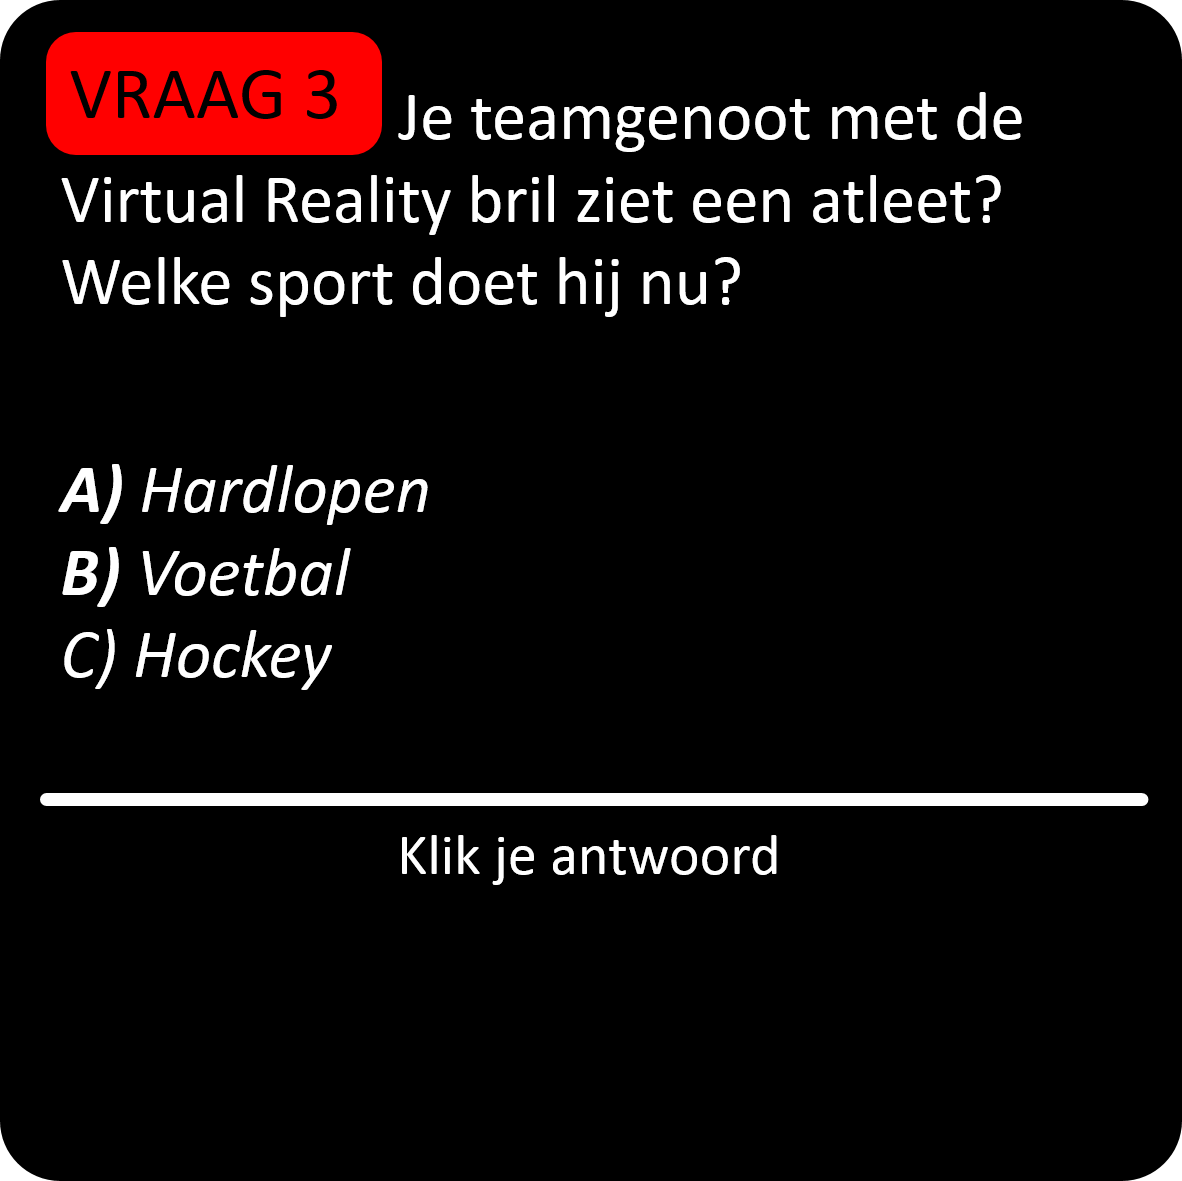 VRAAG 3 Je teamgenoot met de
Virtual Reality bril ziet een atleet?
Welke sport doet hij nu?
A) Hardlopen
B) Voetbal
C) Hockey
Klik je antwoord